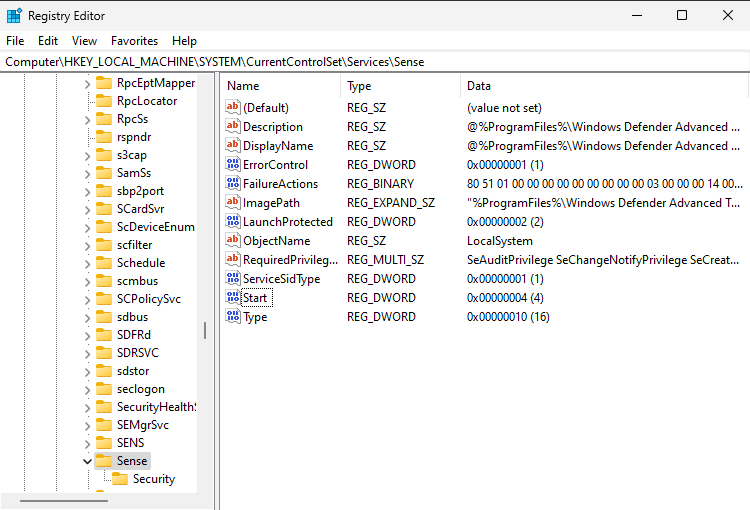 Registry Editor
File Edit View Favorites Help
Computer\HKEY_LOCAL_MACHINE\SYSTEM\CurrentControlSet\Services\Sense
RpcEptMapper
RpcLocator
RpcSs
rspndr
s3cap
SamSs
sbp2port
SCardSvr
ScDeviceEnum
scfilter
Schedule
scmbus
SCPolicySvc
sdbus
SDFRd
SDRSVC
sdstor
seclogon
SecurityHealthS
SEMgrSvc
SENS
Sense
Security
Name Type Data
(Default) REG_SZ (value not set)
Description REG_SZ @%ProgramFiles%\Windows Defender Advanced ...
DisplayName REG_SZ @%ProgramFiles%\Windows Defender Advanced ...
ErrorControl REG_DWORD 0x00000001 (1)
FailureActions REG_BINARY 80 51 01 00 00 00 00 00 00 00 00 00 03 00 00 00 14 00...
ImagePath REG_EXPAND_SZ "%ProgramFiles%\Windows Defender Advanced T...
LaunchProtected REG_DWORD 0x00000002 (2)
ObjectName REG_SZ LocalSystem
RequiredPrivileg... REG_MULTI_SZ SeAuditPrivilege SeChangeNotifyPrivilege SeCreat...
ServiceSidType REG_DWORD 0x00000001 (1)
Start REG_DWORD 0x00000004 (4)
Type REG_DWORD 0x00000010 (16)